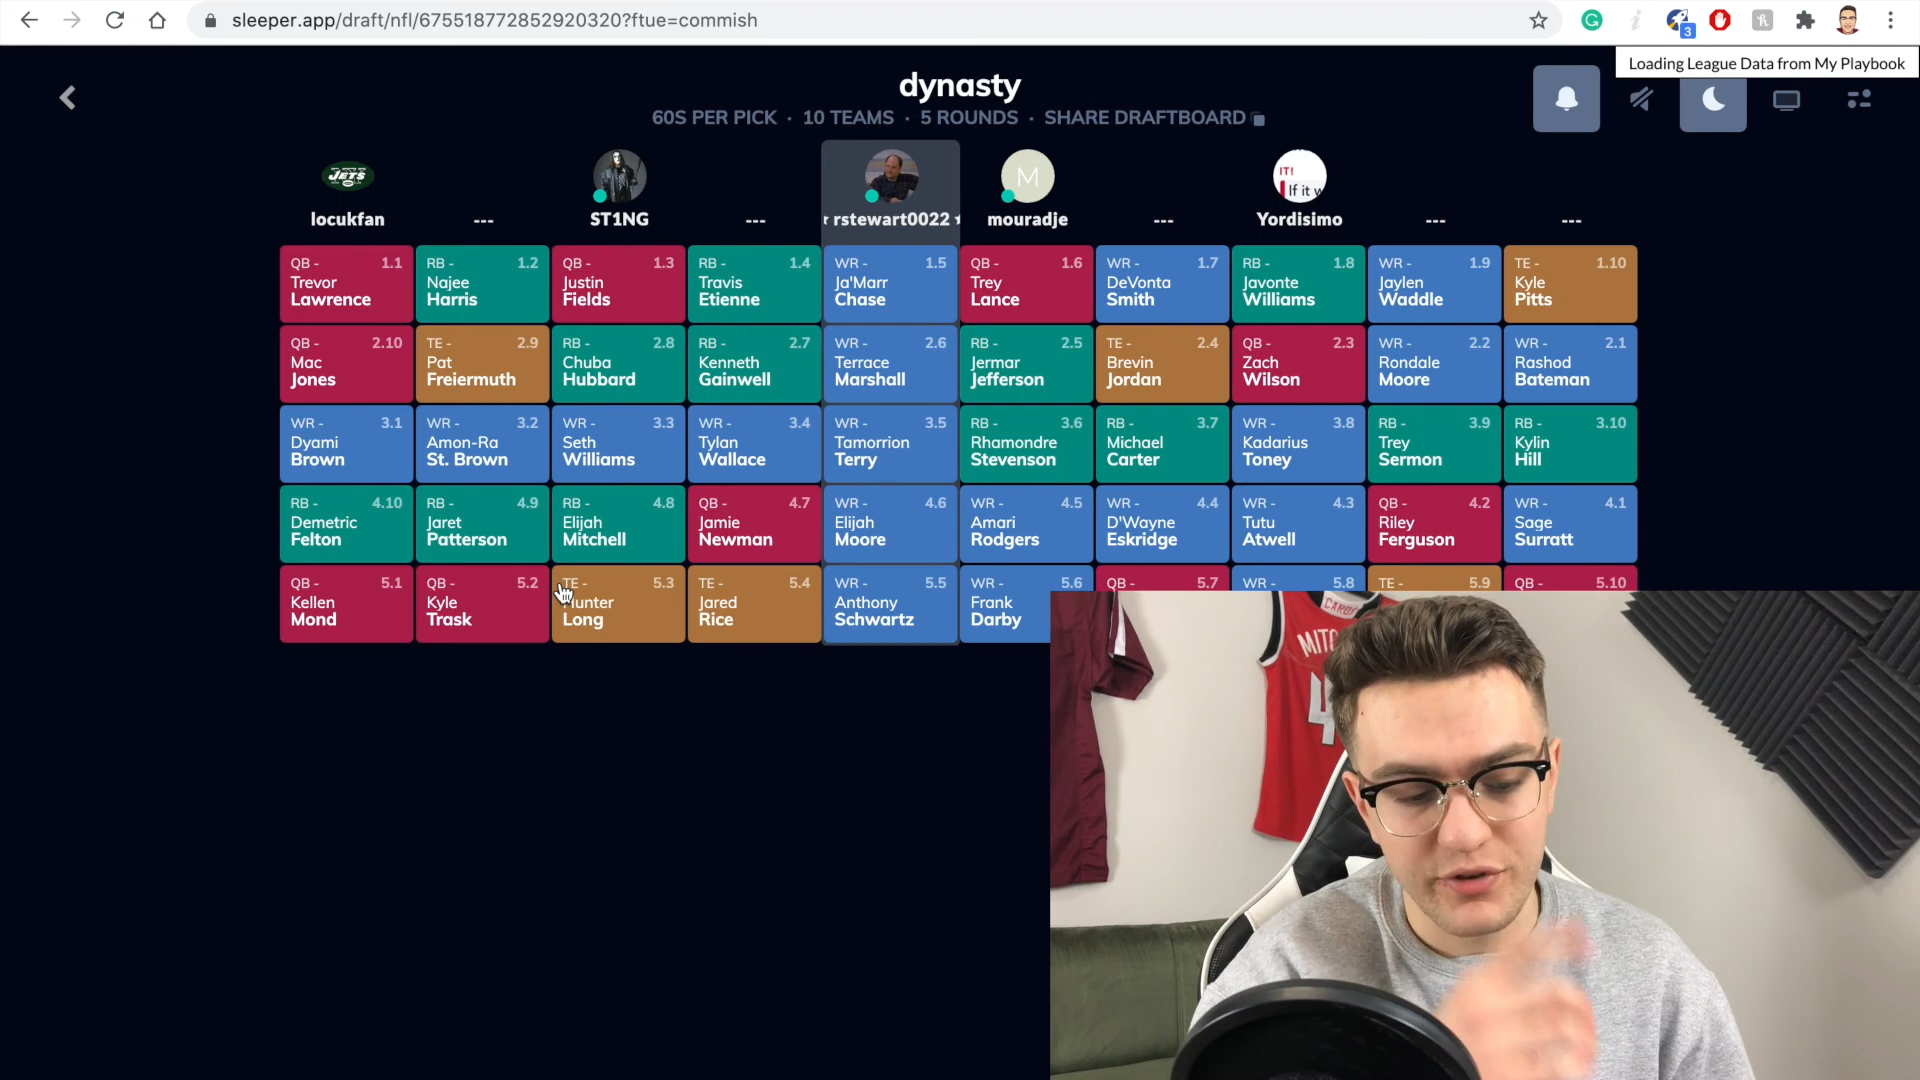 sleeper.app/draft/nfl/675518772852920320?ftue=commish
3
Loading League Data from My Playbook
dynasty
60S PER PICK · 10 TEAMS · 5 ROUNDS · SHARE DRAFTBOARD
JETS
M
IT!
If it w
locukfan --- ST1NG --- rstewart0022 mouradje --- Yordisimo --- ---
QB - 1.1 RB - 1.2 QB - 1.3 RB - 1.4 WR - 1.5 QB - 1.6 WR - 1.7 RB - 1.8 WR - 1.9 TE - 1.10
Trevor Najee Justin Travis Ja'Marr Trey DeVonta Javonte Jaylen Kyle
Lawrence Harris Fields Etienne Chase Lance Smith Williams Waddle Pitts
QB - 2.10 TE - 2.9 RB - 2.8 RB - 2.7 WR - 2.6 RB - 2.5 TE - 2.4 QB - 2.3 WR - 2.2 WR - 2.1
Mac Pat Chuba Kenneth Terrace Jermar Brevin Zach Rondale Rashod
Jones Freiermuth Hubbard Gainwell Marshall Jefferson Jordan Wilson Moore Bateman
WR - 3.1 WR - 3.2 WR - 3.3 WR - 3.4 WR - 3.5 RB - 3.6 RB - 3.7 WR - 3.8 RB - 3.9 RB - 3.10
Dyami Amon-Ra Seth Tylan Tamorrion Rhamondre Michael Kadarius Trey Kylin
Brown St. Brown Williams Wallace Terry Stevenson Carter Toney Sermon Hill
RB - 4.10 RB - 4.9 RB - 4.8 QB - 4.7 WR - 4.6 WR - 4.5 WR - 4.4 WR - 4.3 QB - 4.2 WR - 4.1
Demetric Jaret Elijah Jamie Elijah Amari D'Wayne Tutu Riley Sage
Felton Patterson Mitchell Newman Moore Rodgers Eskridge Atwell Ferguson Surratt
QB - 5.1 QB - 5.2 TE - 5.3 TE - 5.4 WR - 5.5 WR - 5.6 QB - 5.7 WR - 5.8 TE - 5.9 QB - 5.10
Kellen Kyle Hunter Jared Anthony Frank
Mond Trask Long Rice Schwartz Darby
MITC
4